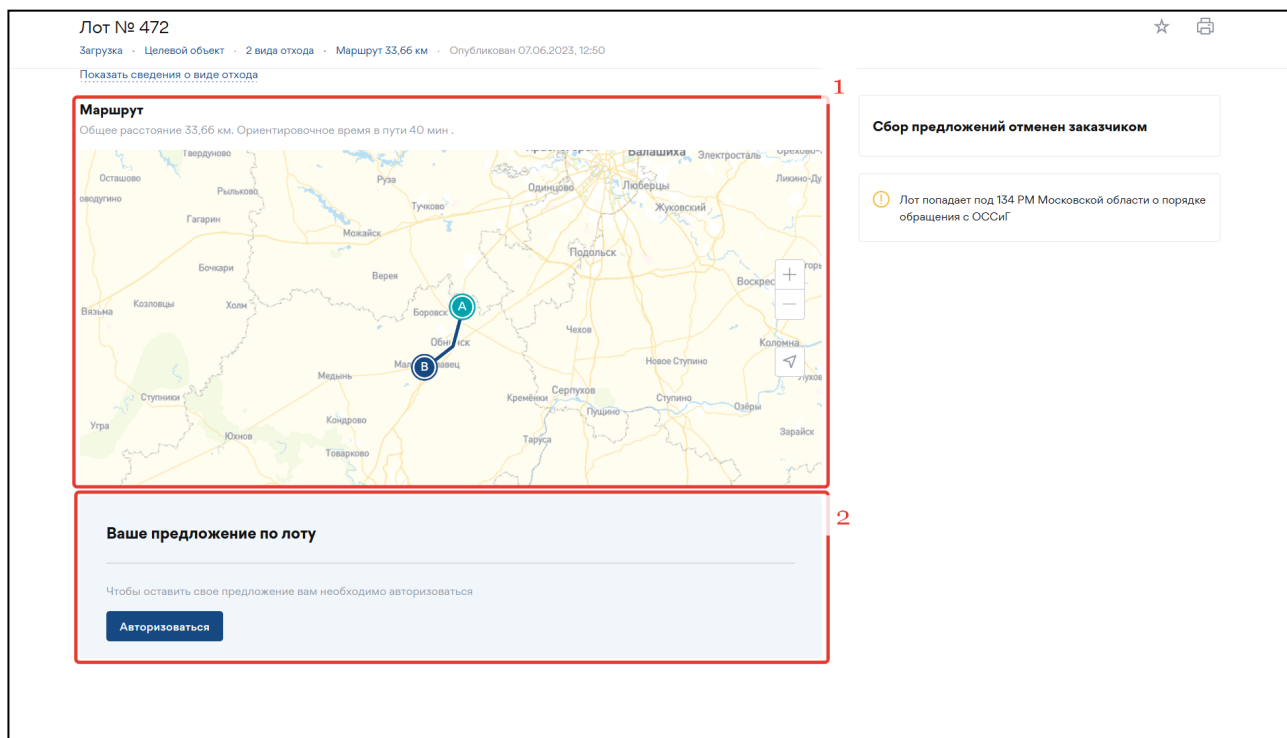 Лот № 472
Загрузка · Целевой объект · 2 вида отхода · Маршрут 33,66 км · Опубликован 07.06.2023, 12:50
Показать сведения о виде отхода
1
Маршрут
Общее расстояние 33,66 км. Ориентировочное время в пути 40 мин .
Твердуново
Балашиха
Электросталь
Осташово
Руза
Ликино-Ду
Рыльково
Одинцово
Люберцы
Тучково
Жуковский
Гагарин
Можайск
Подольск
Бочкари
Верея
Воскрес
Козловцы
Холм
Вязьма
A
Боровск
Чехов
Обнинск
Коломна
B
Новое Ступино
Медынь
Ступники
Серпухов
Кремёнки
Ступино
Озёры
Пущино
Угра
Кондрово
Зарайск
Юхнов
Таруса
Товарково
Сбор предложений отменен заказчиком
Лот попадает под 134 РМ Московской области о порядке
обращения с ОССиГ
2
Ваше предложение по лоту
Чтобы оставить свое предложение вам необходимо авторизоваться
Авторизоваться